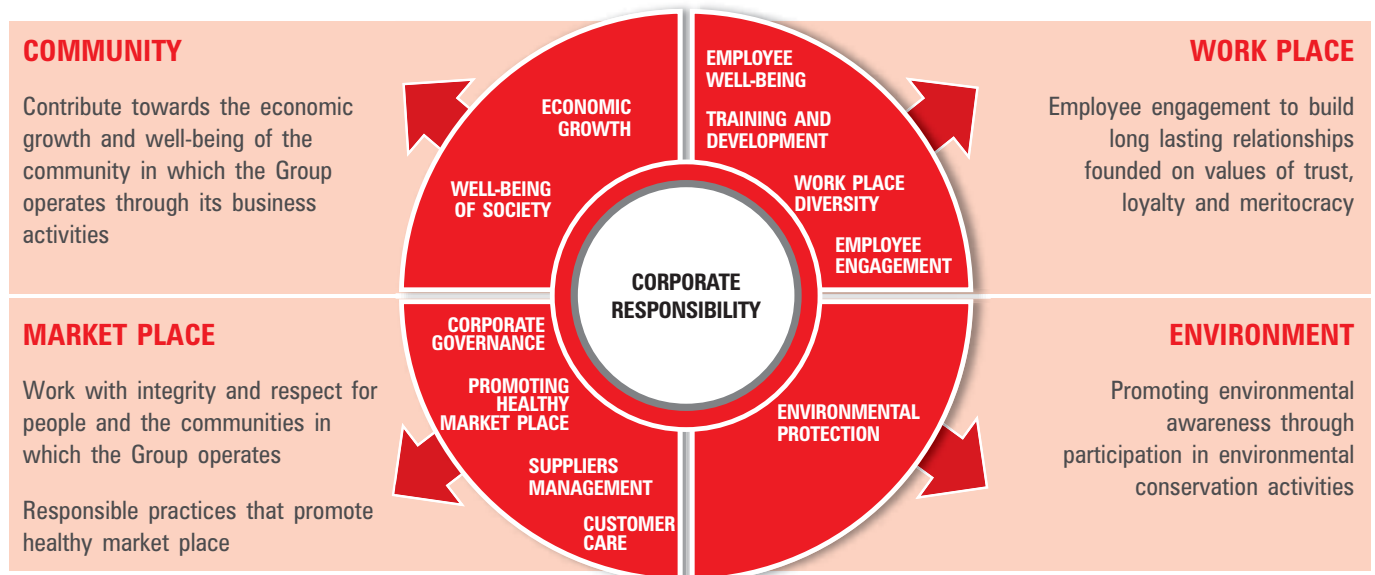 COMMUNITY
Contribute towards the economic
growth and well-being of the
community in which the Group
operates through its business
activities
ECONOMIC
GROWTH
WELL-BEING
OF SOCIETY
EMPLOYEE
WELL-BEING
TRAINING AND
DEVELOPMENT
WORK PLACE
DIVERSITY
EMPLOYEE
ENGAGEMENT
WORK PLACE
Employee engagement to build
long lasting relationships
founded on values of trust,
loyalty and meritocracy
CORPORATE
RESPONSIBILITY
MARKET PLACE
Work with integrity and respect for
people and the communities in
which the Group operates
Responsible practices that promote
healthy market place
CORPORATE
GOVERNANCE
PROMOTING
HEALTHY
MARKET PLACE
SUPPLIERS
MANAGEMENT
CUSTOMER
CARE
ENVIRONMENTAL
PROTECTION
ENVIRONMENT
Promoting environmental
awareness through
participation in environmental
conservation activities